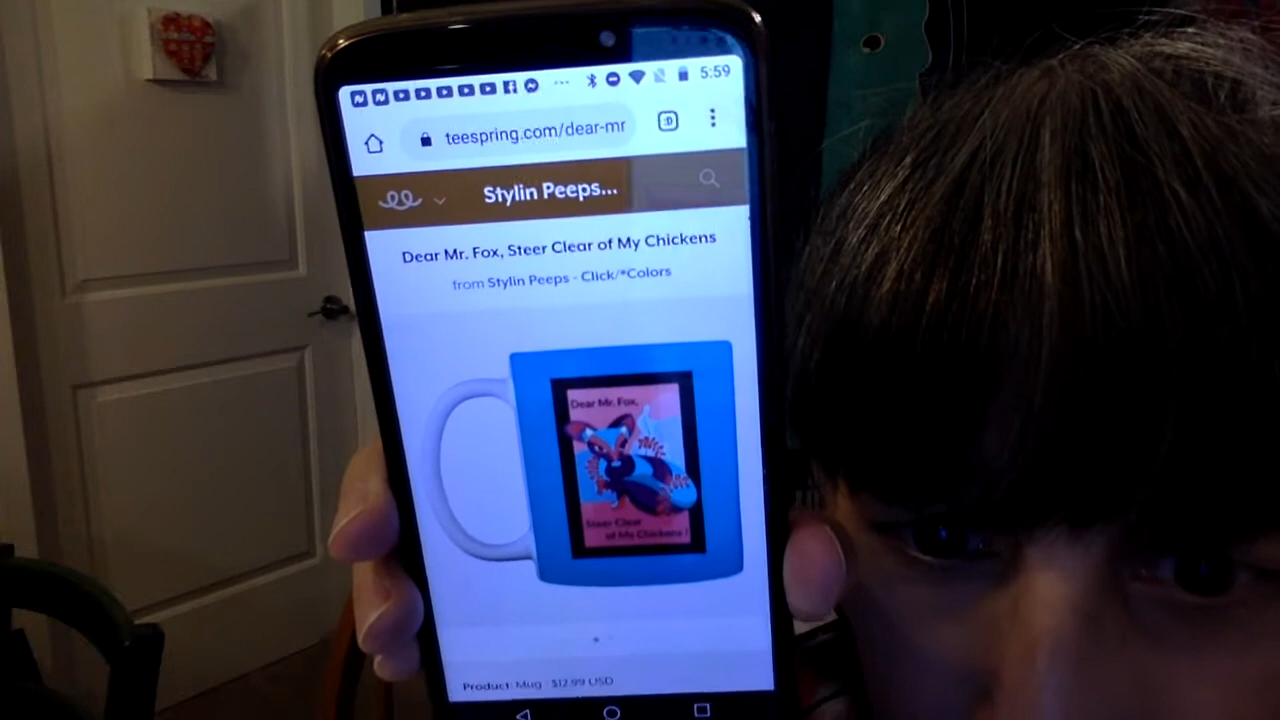 5:59
teespring.com/dear-mr
:D
Stylin Peeps...
Dear Mr. Fox, Steer Clear of My Chickens
from Stylin Peeps - Click/*Colors
Dear Mr. Fox,
Steer Clear
of My Chickens!
Product: Mug - $12.99 USD